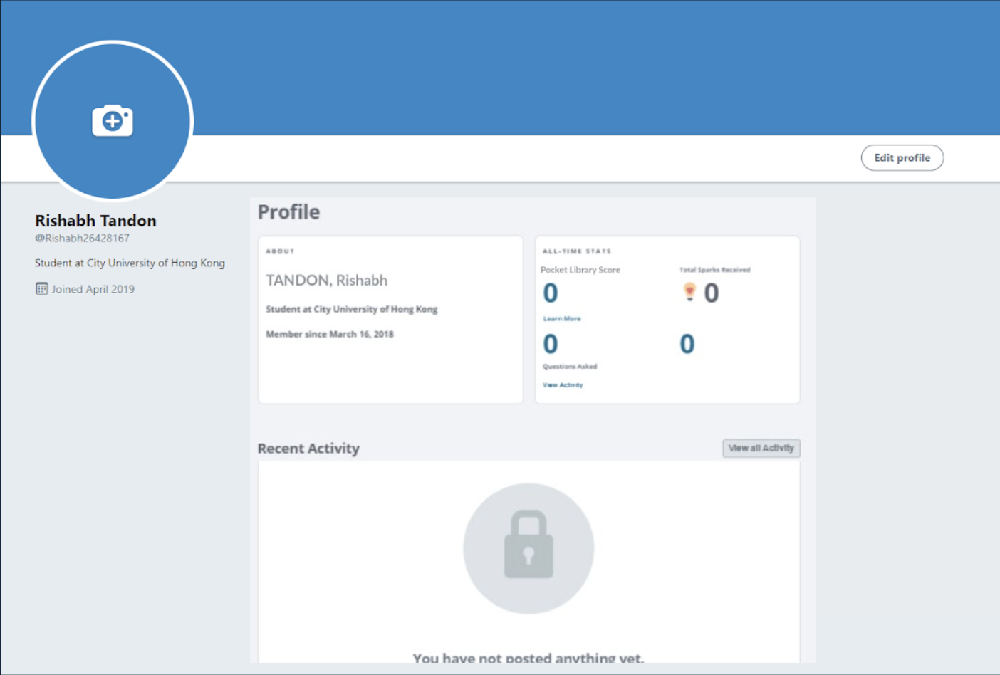 Edit profile
Rishabh Tandon
@Rishabh26428167
Student at City University of Hong Kong
Joined April 2019
Profile
ABOUT
TANDON, Rishabh
Student at City University of Hong Kong
Member since March 16, 2018
ALL-TIME STATS
Pocket Library Score
0
Learn More
Total Sparks Received
0
0
Questions Asked
View Activity
0
Recent Activity
View all Activity
You have not posted anything yet.